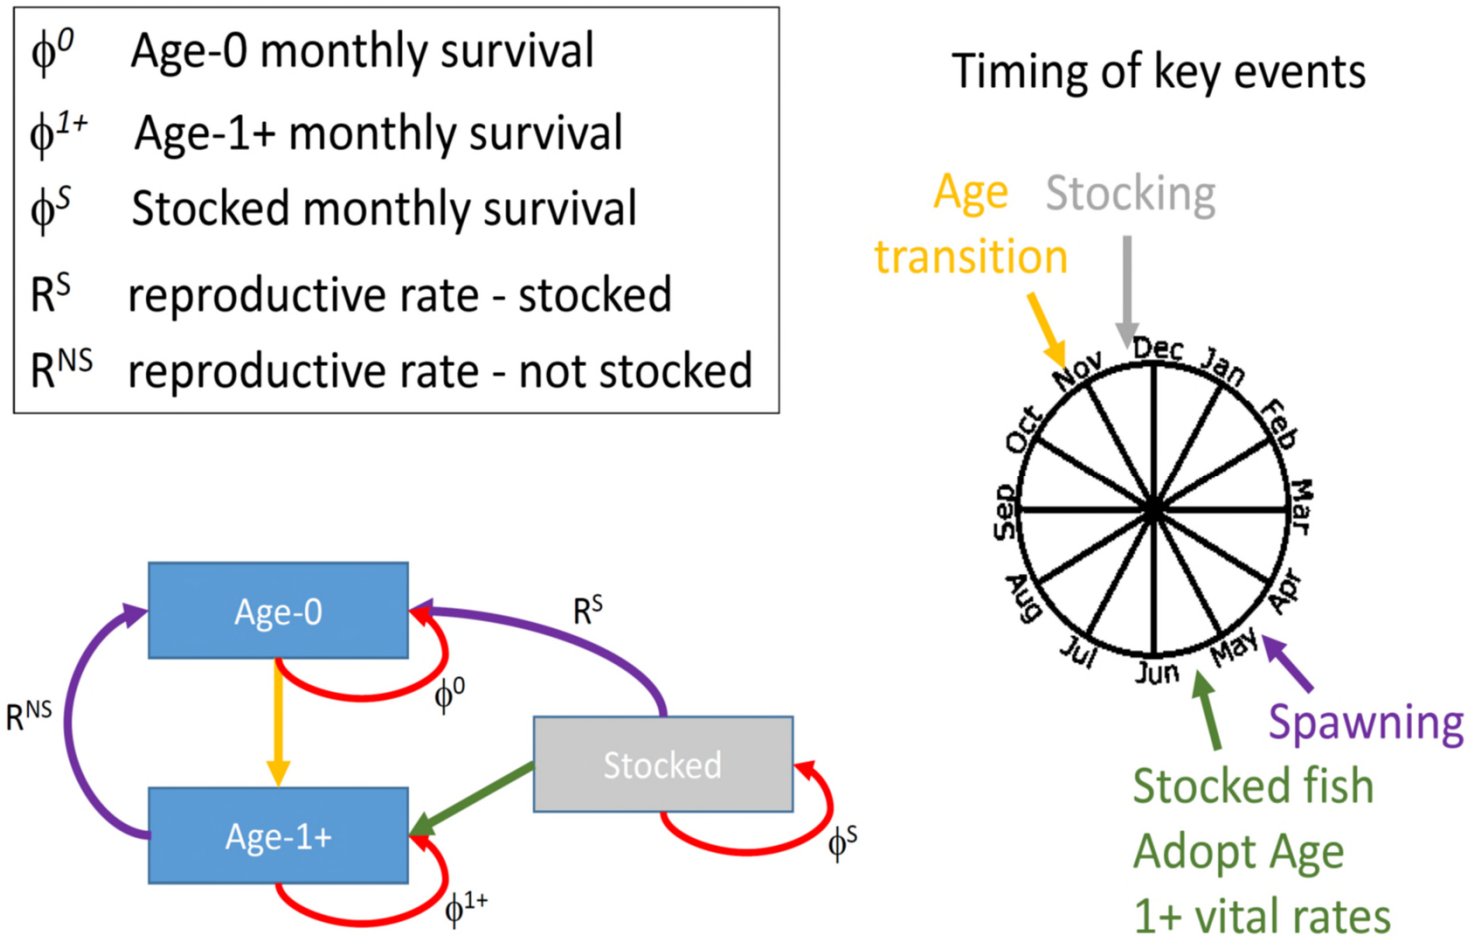 ϕ0 Age-0 monthly survival
ϕ1+ Age-1+ monthly survival
ϕS Stocked monthly survival
RS reproductive rate - stocked
RNS reproductive rate - not stocked
Timing of key events
Age
transition
Stocking
Dec
Jan
Feb
Mar
Apr
May
Jun
Jul
Aug
Sep
Oct
Nov
Spawning
Stocked fish
Adopt Age
1+ vital rates
Age-0
RS
ϕ0
RNS
Stocked
Age-1+
ϕS
ϕ1+